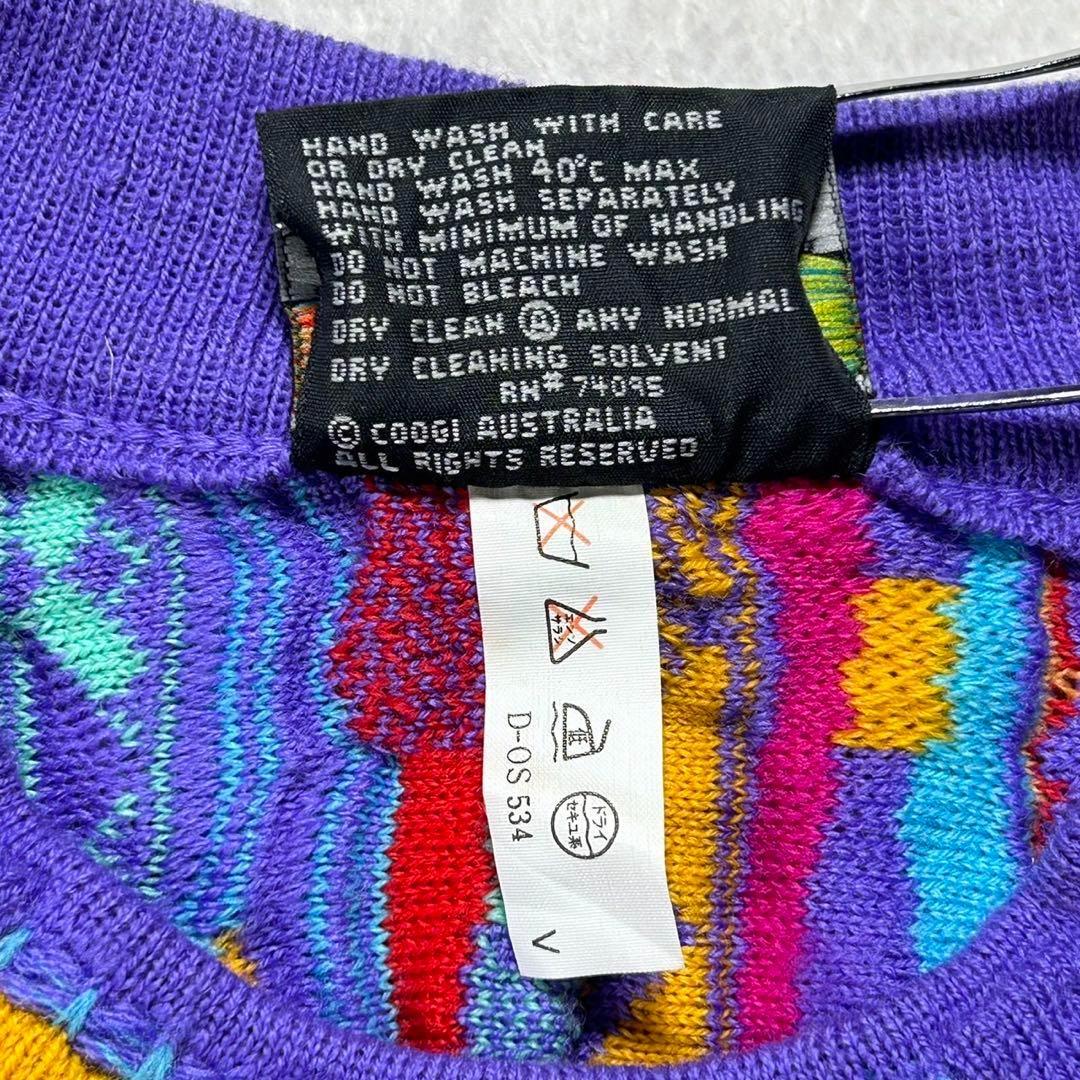 HAND WASH WITH CARE
OR DRY CLEAN
HAND WASH 40°C MAX
HAND WASH SEPARATELY
WITH MINIMUM OF HANDLING
DO NOT MACHINE WASH
DO NOT BLEACH
DRY CLEAN Ⓐ ANY NORMAL
DRY CLEANING SOLVENT
RN# 74095
© COOGI AUSTRALIA
ALL RIGHTS RESERVED
エンソ
サラシ
低
ドライ
セキユ系
D-OS 534
V